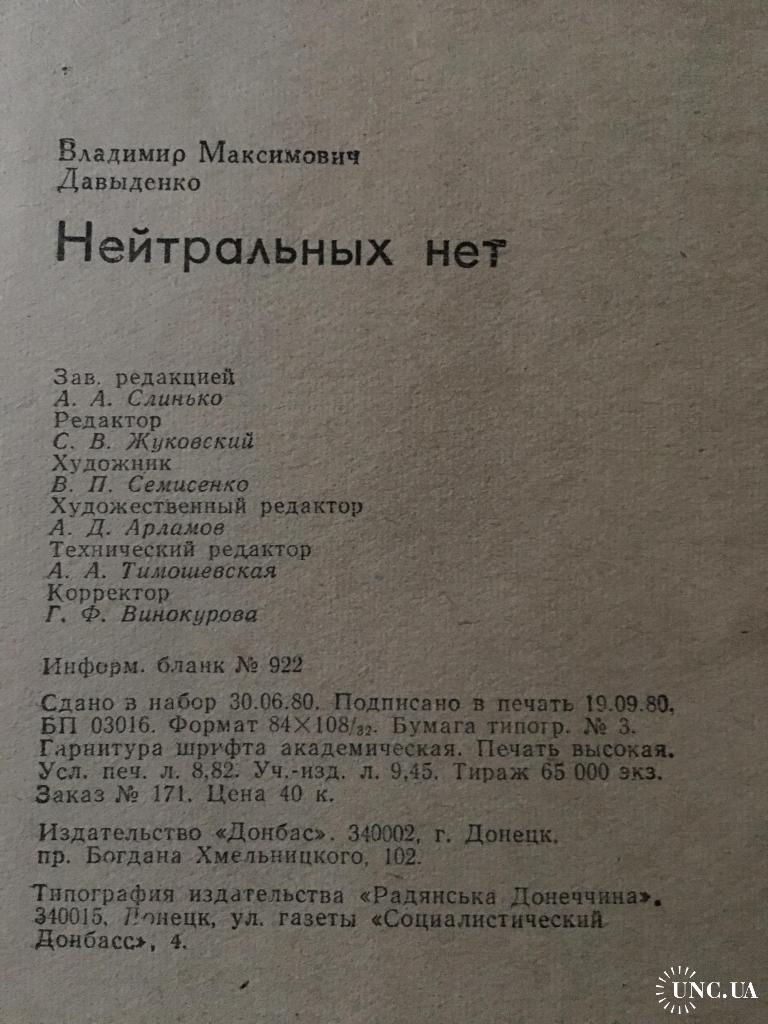 Владимир Максимович
Давыденко
Нейтральных нет
Зав. редакцией
А. А. Слинько
Редактор
С. В. Жуковский
Художник
В. П. Семисенко
Художественный редактор
А. Д. Арламов
Технический редактор
А. А. Тимошевская
Корректор
Г. Ф. Винокурова
Информ. бланк № 922
Сдано в набор 30.06.80. Подписано в печать 19.09.80.
БП 03016. Формат 84×108/32. Бумага типогр. № 3.
Гарнитура шрифта академическая. Печать высокая.
Усл. печ. л. 8,82. Уч.-изд. л. 9,45. Тираж 65 000 экз.
Заказ № 171. Цена 40 к.
Издательство «Донбас». 340002, г. Донецк,
пр. Богдана Хмельницкого, 102.
Типография издательства «Радянська Донеччина».
340015, Донецк, ул. газеты «Социалистический
Донбасс», 4.
UNC.UA